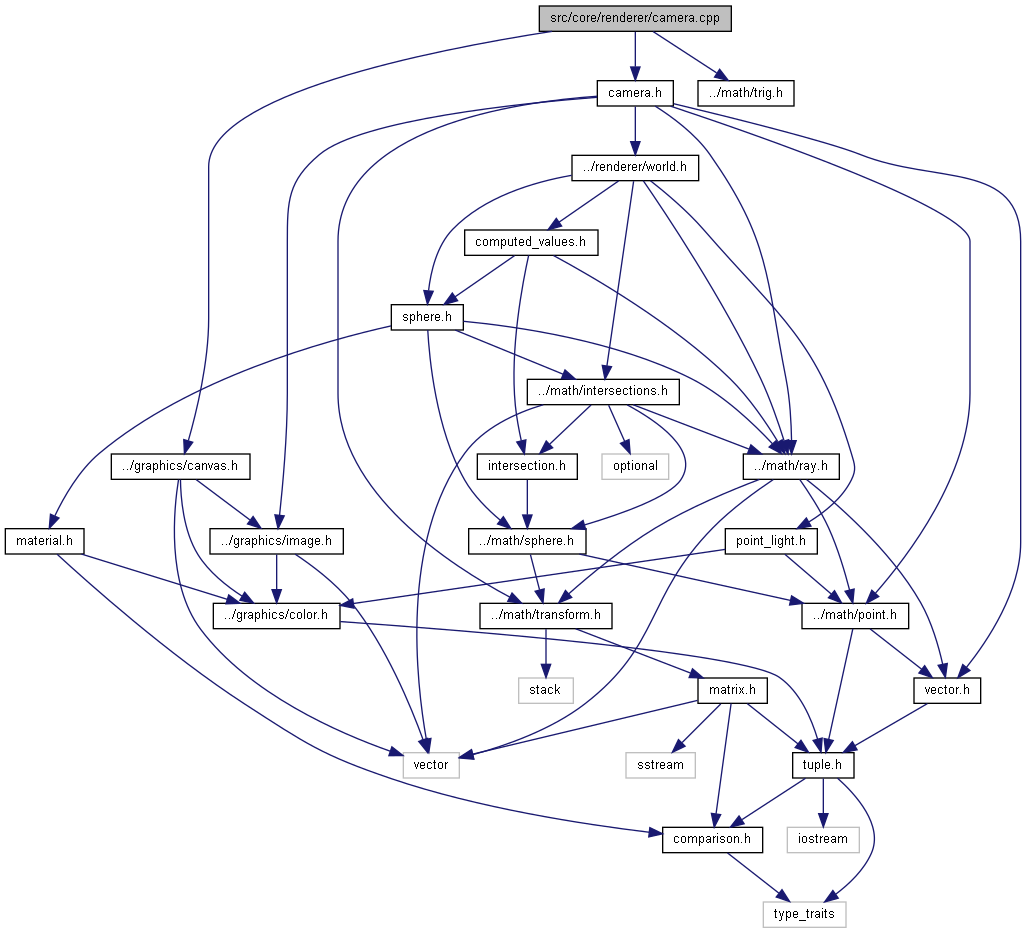 src/core/renderer/camera.cpp
camera.h
../math/trig.h
../renderer/world.h
computed_values.h
sphere.h
../math/intersections.h
../graphics/canvas.h
intersection.h
optional
../math/ray.h
material.h
../graphics/image.h
../math/sphere.h
point_light.h
../graphics/color.h
../math/transform.h
../math/point.h
stack
matrix.h
vector.h
vector
sstream
tuple.h
comparison.h
iostream
type_traits